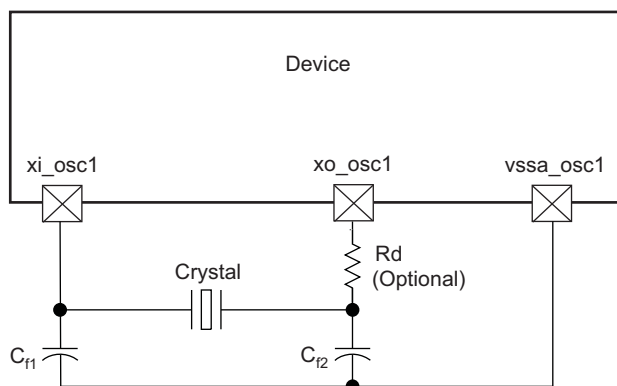 Device
xi_osc1
xo_osc1
vssa_osc1
Rd
(Optional)
Crystal
Cf1
Cf2